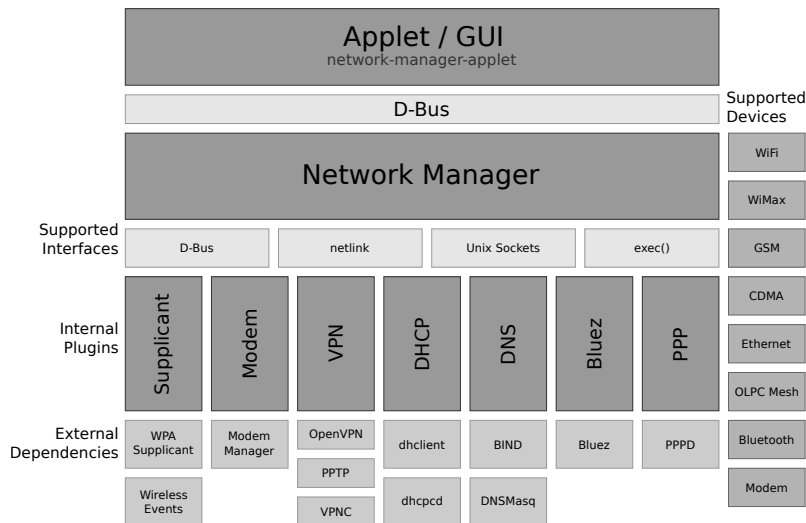 Applet / GUI
network-manager-applet
D-Bus
Supported
Devices
Network Manager
WiFi
WiMax
GSM
CDMA
Ethernet
OLPC Mesh
Bluetooth
Modem
Supported
Interfaces
D-Bus
netlink
Unix Sockets
exec()
Internal
Plugins
Supplicant
Modem
VPN
DHCP
DNS
Bluez
PPP
External
Dependencies
WPA
Supplicant
Wireless
Events
Modem
Manager
OpenVPN
PPTP
VPNC
dhclient
dhcpcd
BIND
DNSMasq
Bluez
PPPD